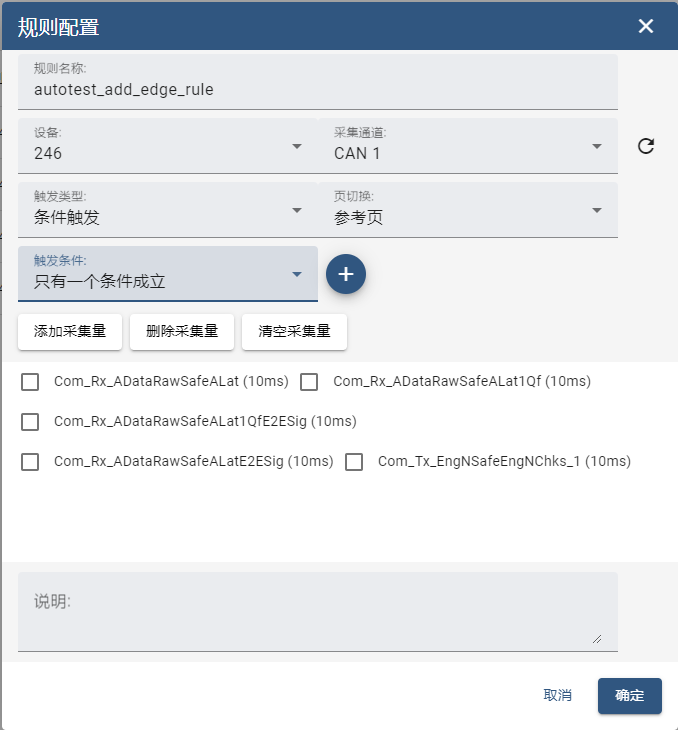 规则配置
规则名称:
autotest_add_edge_rule
设备: 采集通道:
246 CAN 1
触发类型: 页切换:
条件触发 参考页
触发条件:
只有一个条件成立
添加采集量 删除采集量 清空采集量
Com_Rx_ADataRawSafeALat (10ms) Com_Rx_ADataRawSafeALat1Qf (10ms)
Com_Rx_ADataRawSafeALat1QfE2ESig (10ms)
Com_Rx_ADataRawSafeALatE2ESig (10ms) Com_Tx_EngNSafeEngNChks_1 (10ms)
说明:
取消 确定